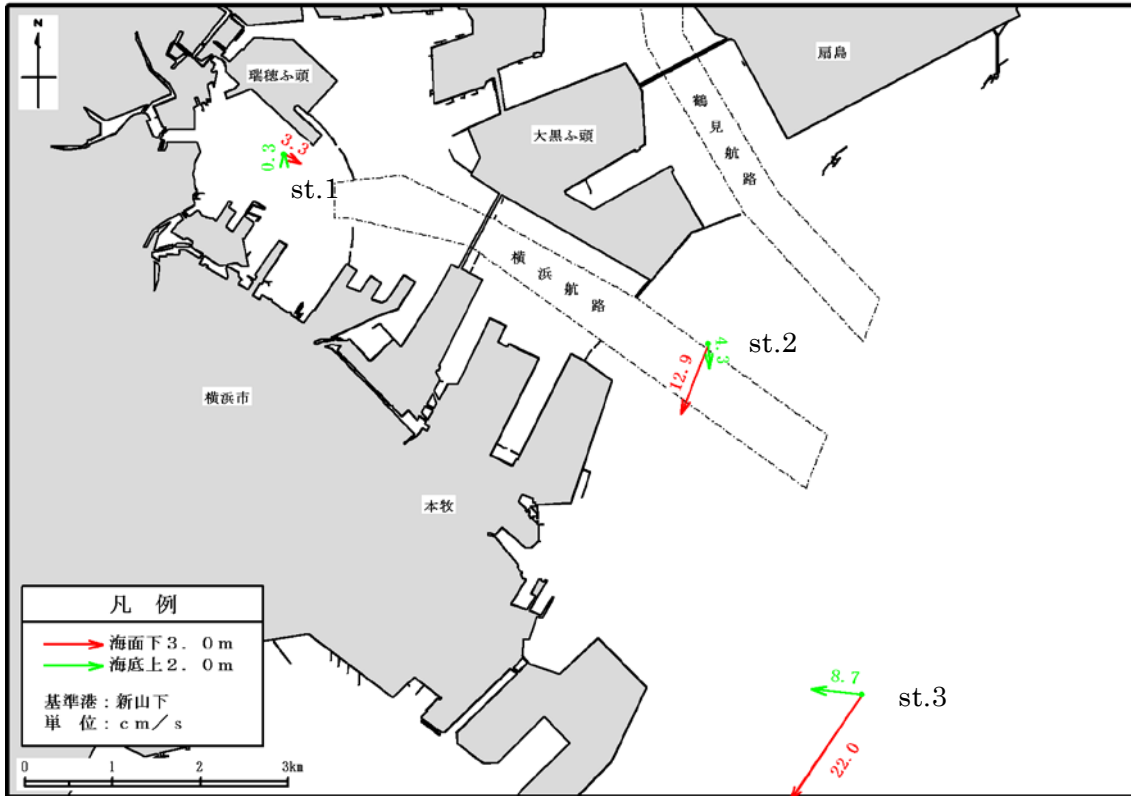 N
瑞穂ふ頭
扇島
鶴見航路
大黒ふ頭
3.3
0.3
st.1
横浜航路
st.2
4.3
12.9
横浜市
本牧
凡 例
海面下3.0m
海底上2.0m
基準港:新山下
単 位:cm/s
8.7
st.3
22.0
0 1 2 3km